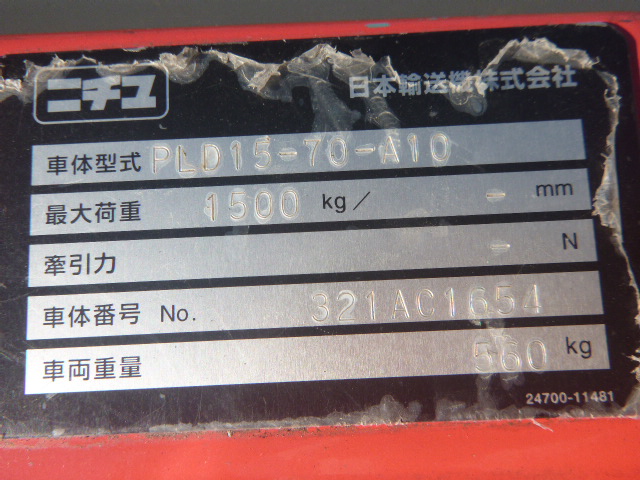 ニチユ 日本輸送機株式会社
車体型式 PLD15-70-A10
最大荷重 1500 kg/ - mm
牽引力 - N
車体番号 No. 321AC1654
車両重量 560 kg
24700-11481